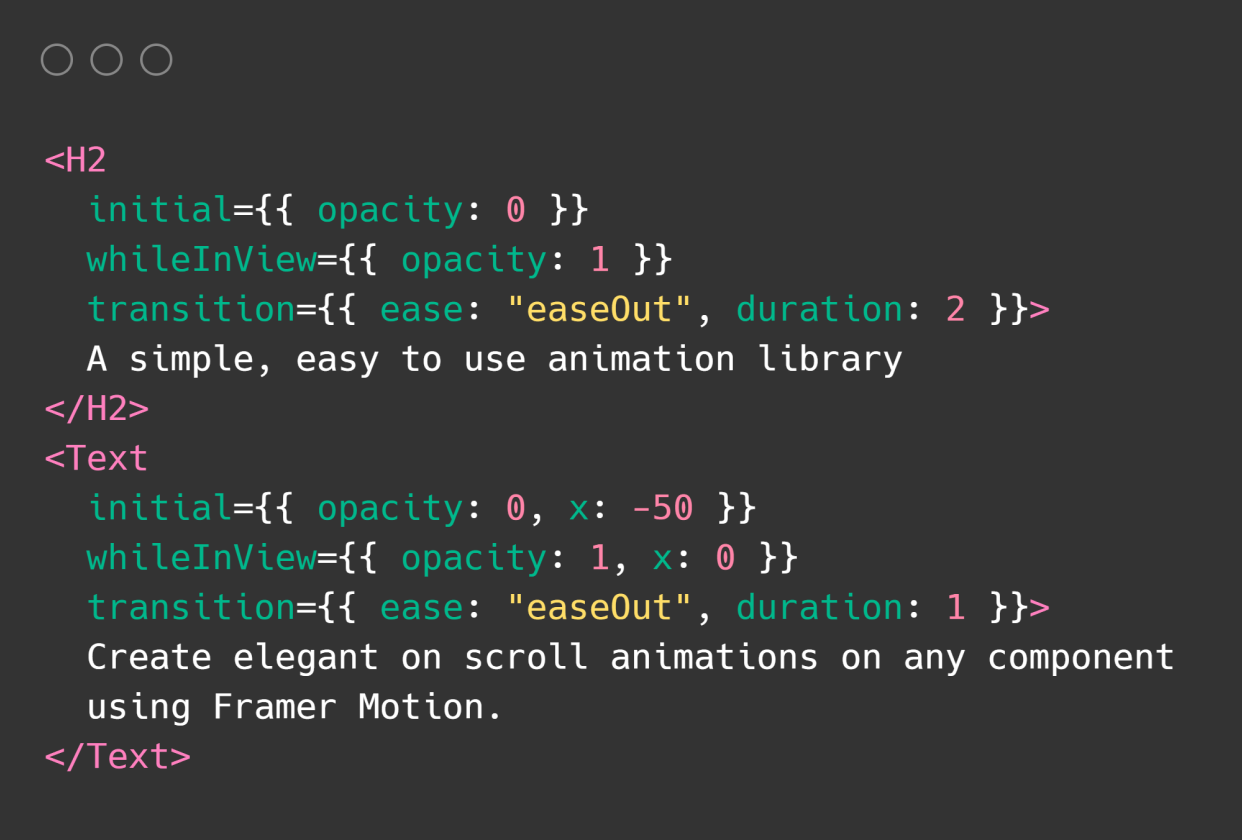 <H2
  initial={{ opacity: 0 }}
  whileInView={{ opacity: 1 }}
  transition={{ ease: "easeOut", duration: 2 }}>
  A simple, easy to use animation library
</H2>
<Text
  initial={{ opacity: 0, x: -50 }}
  whileInView={{ opacity: 1, x: 0 }}
  transition={{ ease: "easeOut", duration: 1 }}>
  Create elegant on scroll animations on any component
  using Framer Motion.
</Text>